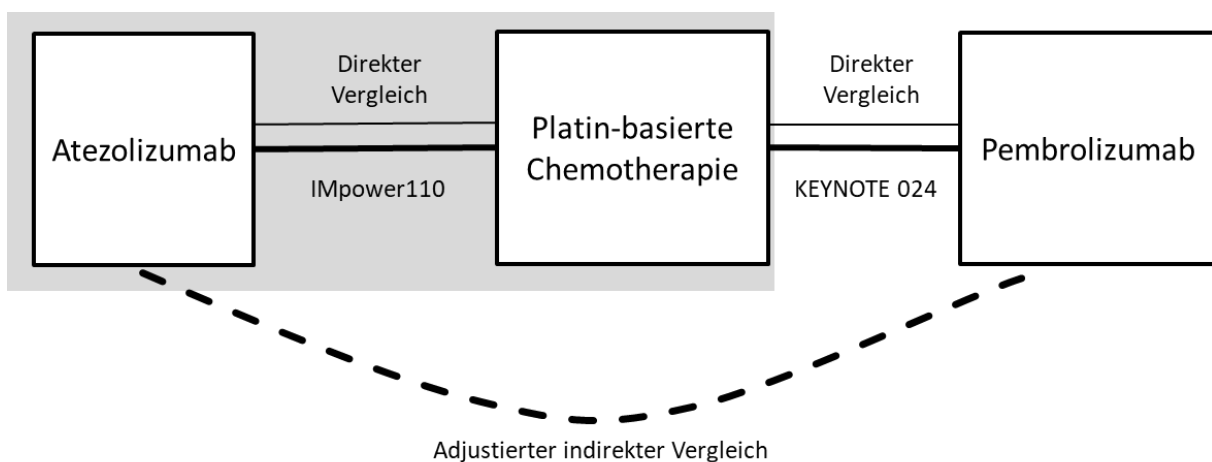 Atezolizumab
Direkter
Vergleich
IMpower110
Platin-basierte
Chemotherapie
Direkter
Vergleich
KEYNOTE 024
Pembrolizumab
Adjustierter indirekter Vergleich